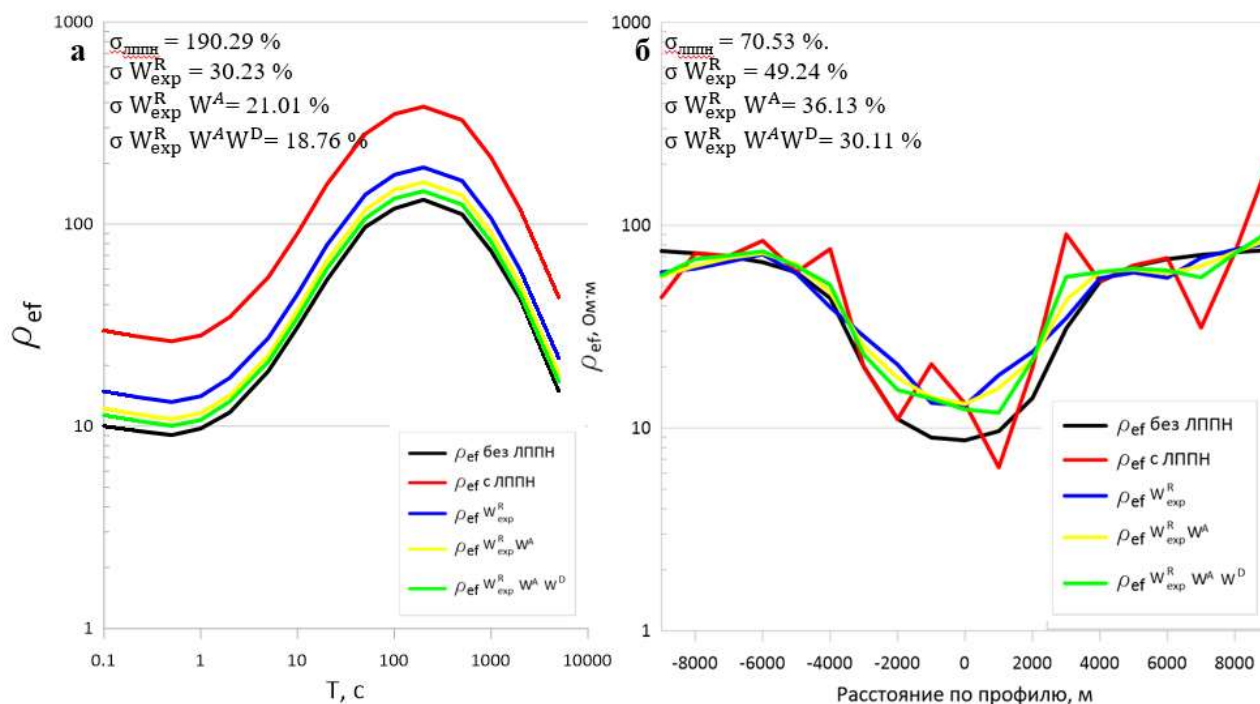 а
σлппн = 190.29 %
σ W^R_exp = 30.23 %
σ W^R_exp W^A= 21.01 %
σ W^R_exp W^A W^D= 18.76 %
1000
100
10
1
ρef
0.1
1
10
100
1000
10000
T, с
ρef без ЛППН
ρef с ЛППН
ρef W^R_exp
ρef W^R_exp W^A
ρef W^R_exp W^A W^D
б
σлппн = 70.53 %.
σ W^R_exp = 49.24 %
σ W^R_exp W^A= 36.13 %
σ W^R_exp W^A W^D= 30.11 %
1000
100
10
1
ρef, Ом·м
-8000
-6000
-4000
-2000
0
2000
4000
6000
8000
Расстояние по профилю, м
ρef без ЛППН
ρef с ЛППН
ρef W^R_exp
ρef W^R_exp W^A
ρef W^R_exp W^A W^D